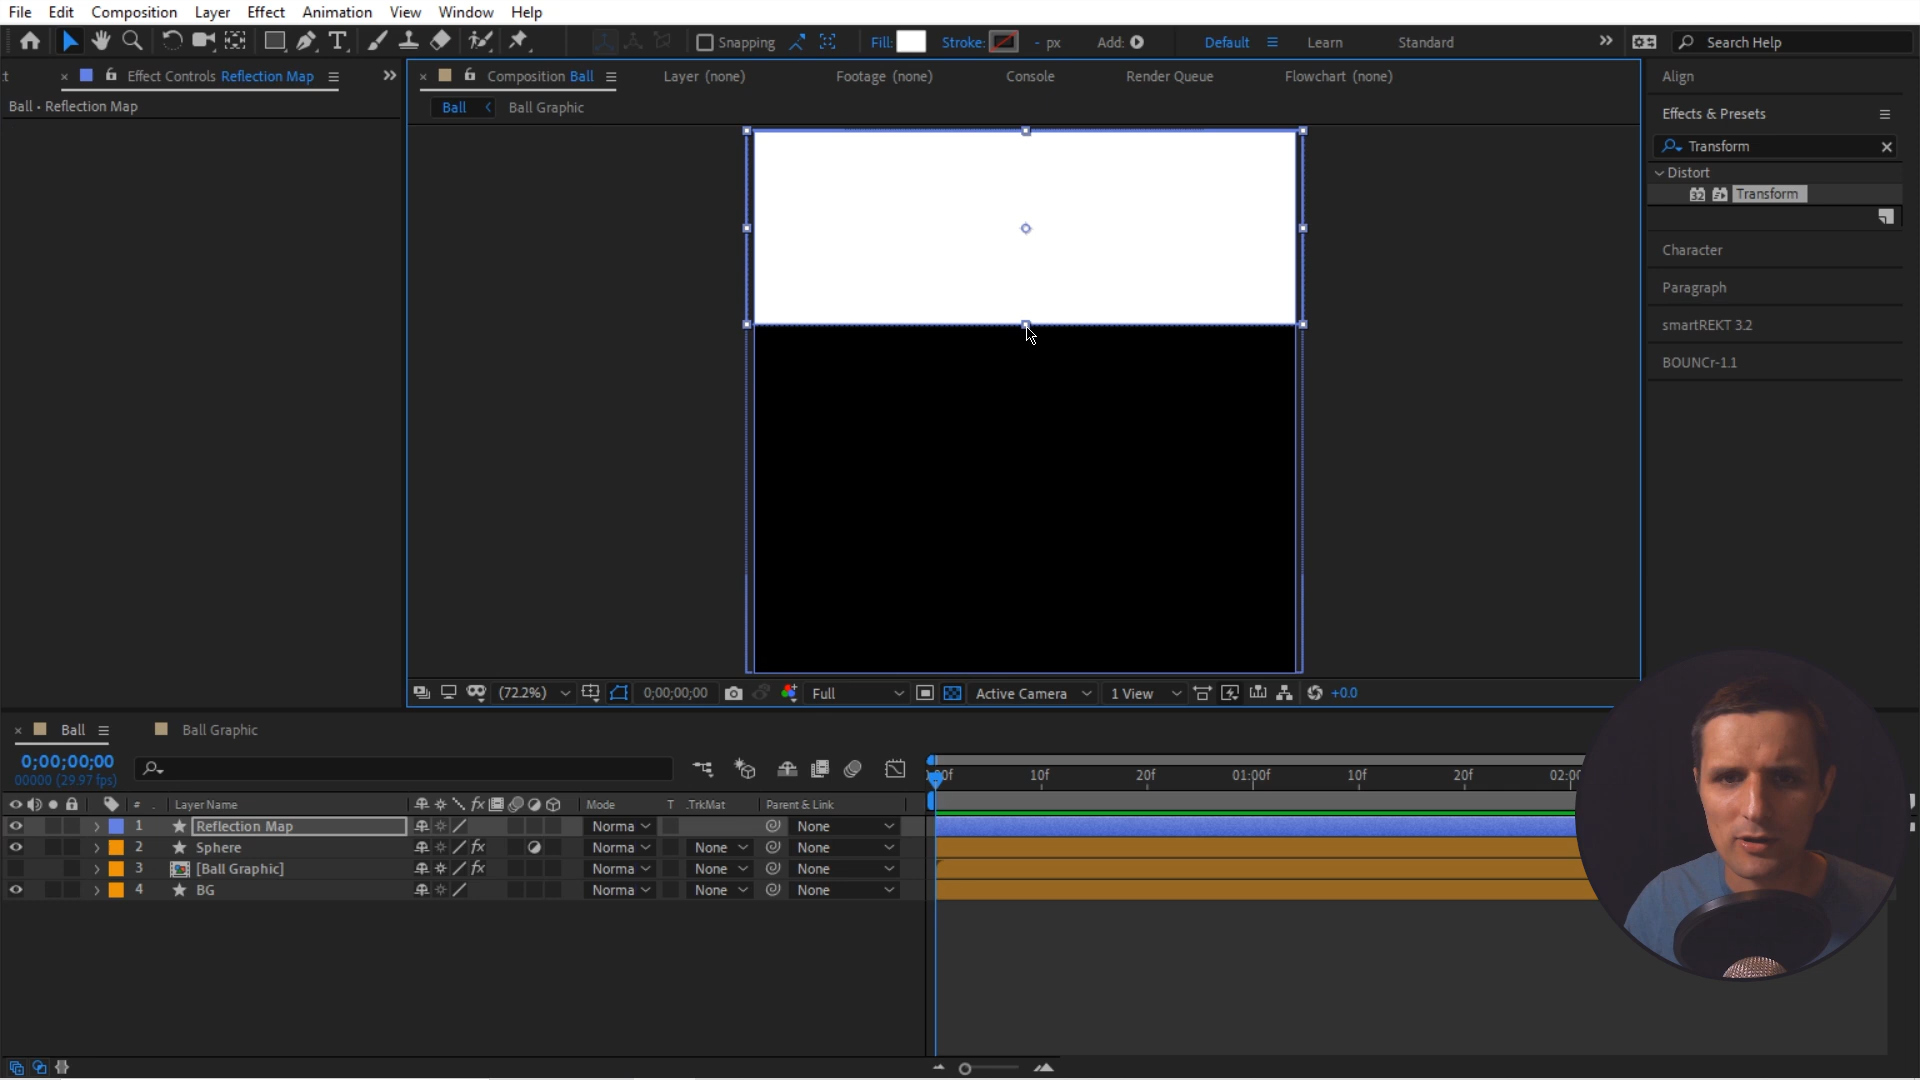 File Edit Composition Layer Effect Animation View Window Help
Snapping Fill: Stroke: - px Add: Default Learn Standard Search Help
Effect Controls Reflection Map
Composition Ball Layer (none) Footage (none) Console Render Queue Flowchart (none)
Align
Ball • Reflection Map
Ball Ball Graphic
Effects & Presets
Transform
Distort
32 Transform
Character
Paragraph
smartREKT 3.2
BOUNCr-1.1
(72.2%) 0;00;00;00 Full Active Camera 1 View +0.0
Ball Ball Graphic
0;00;00;00
00000 (29.97 fps)
10f 20f 01:00f 10f 20f
# Layer Name fx Mode T .TrkMat Parent & Link
1 Reflection Map Norma None
2 Sphere fx Norma None None
3 [Ball Graphic] fx Norma None None
4 BG Norma None None